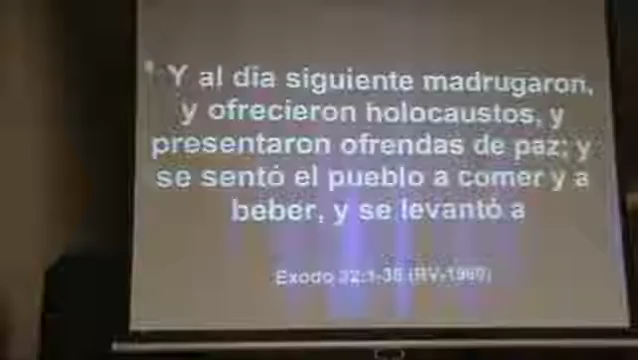 Y al dia siguiente madrugaron,
y ofrecieron holocaustos, y
presentaron ofrendas de paz; y
se sentó el pueblo a comer y a
beber, y se levantó a
Exodo 32:1-35 (RV-1960)